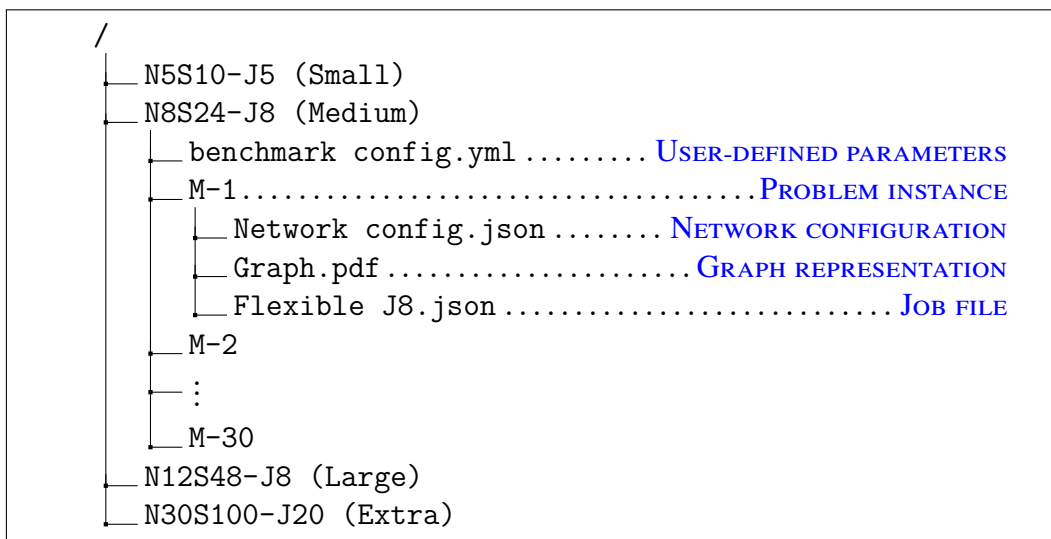 /
N5S10-J5 (Small)
N8S24-J8 (Medium)
benchmark config.yml ......... USER-DEFINED PARAMETERS
M-1..................................... PROBLEM INSTANCE
Network config.json ........ NETWORK CONFIGURATION
Graph.pdf ...................... GRAPH REPRESENTATION
Flexible J8.json ............................ JOB FILE
M-2
⋮
M-30
N12S48-J8 (Large)
N30S100-J20 (Extra)